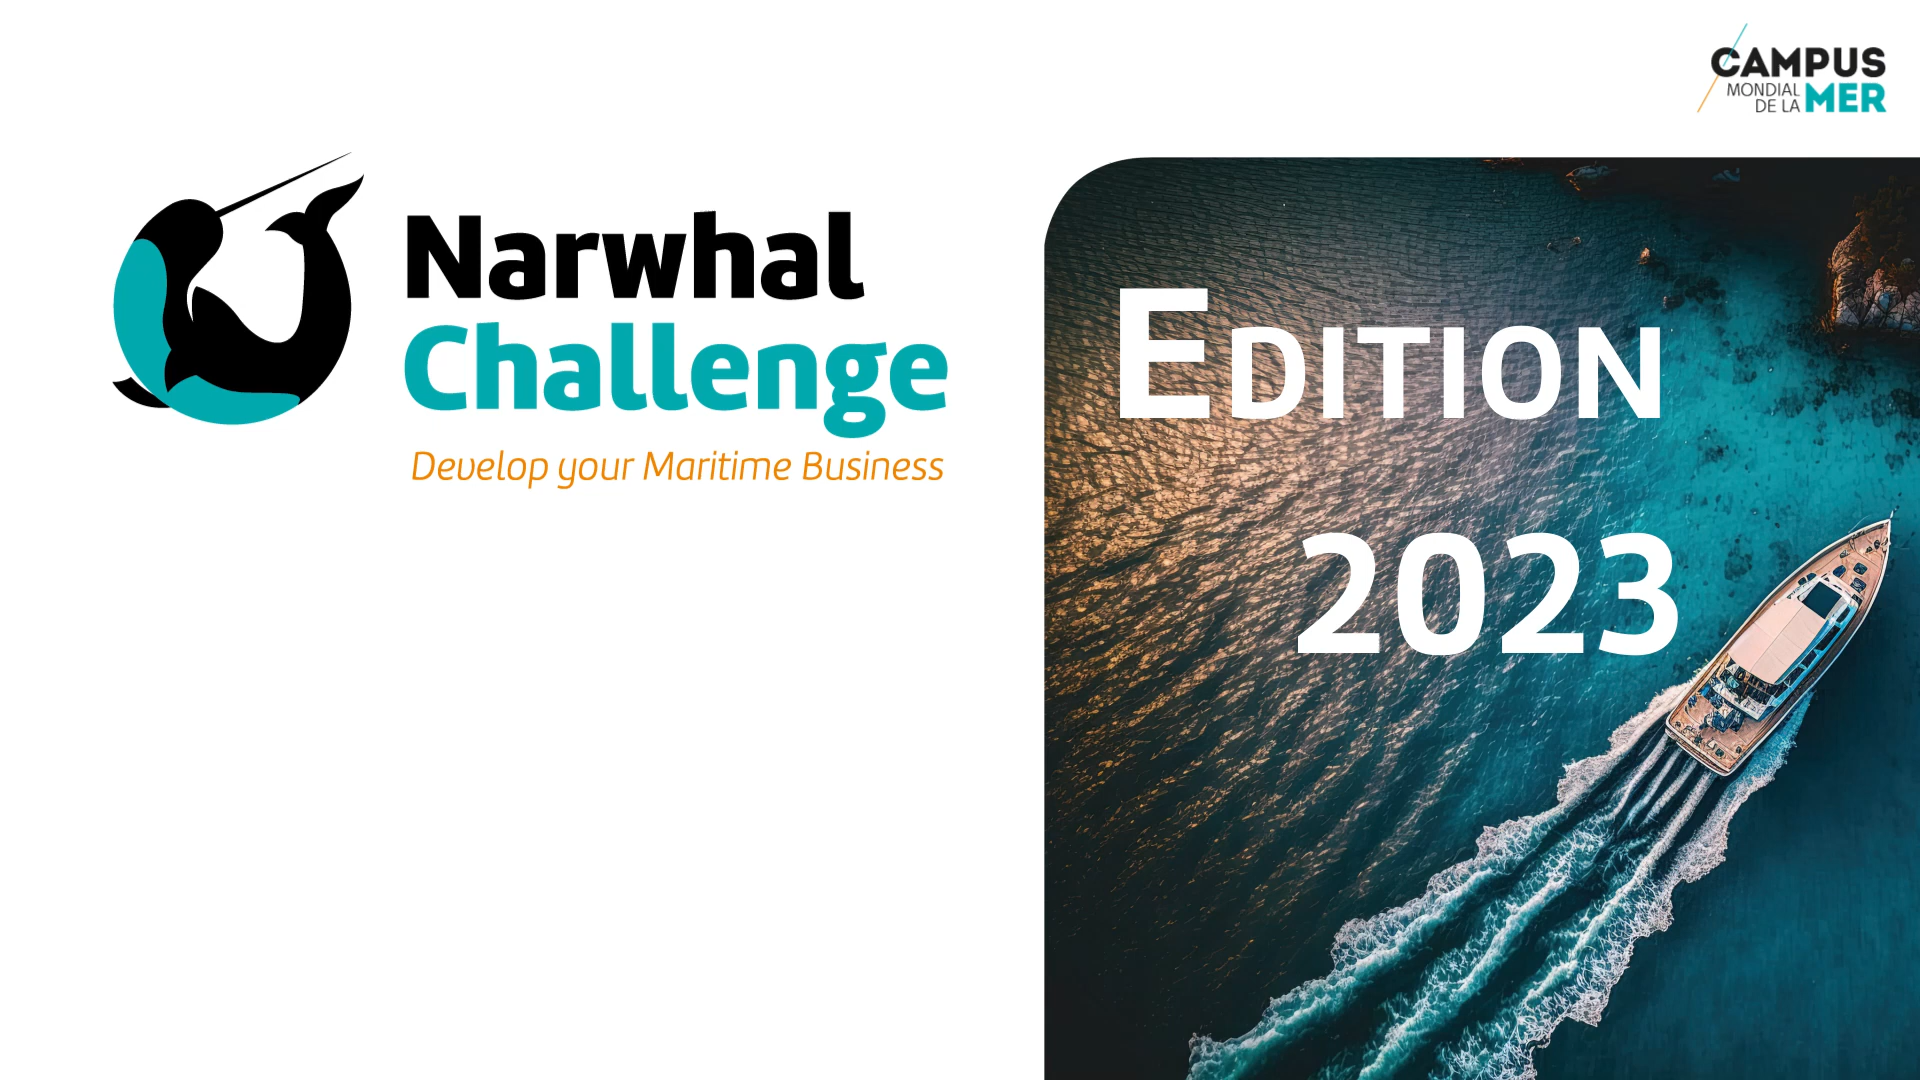 CAMPUS
MONDIAL
DE LA MER
Narwhal
Challenge
Develop your Maritime Business
EDITION
2023